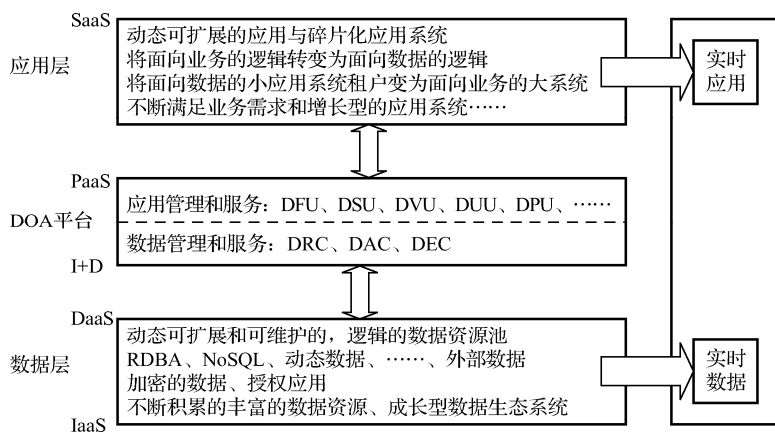 SaaS
应用层
动态可扩展的应用与碎片化应用系统
将面向业务的逻辑转变为面向数据的逻辑
将面向数据的小应用系统租户变为面向业务的大系统
不断满足业务需求和增长型的应用系统……
实时
应用
PaaS
DOA平台
I+D
应用管理和服务：DFU、DSU、DVU、DUU、DPU、……
数据管理和服务：DRC、DAC、DEC
DaaS
数据层
IaaS
动态可扩展和可维护的，逻辑的数据资源池
RDBA、NoSQL、动态数据、……、外部数据
加密的数据、授权应用
不断积累的丰富的数据资源、成长型数据生态系统
实时
数据